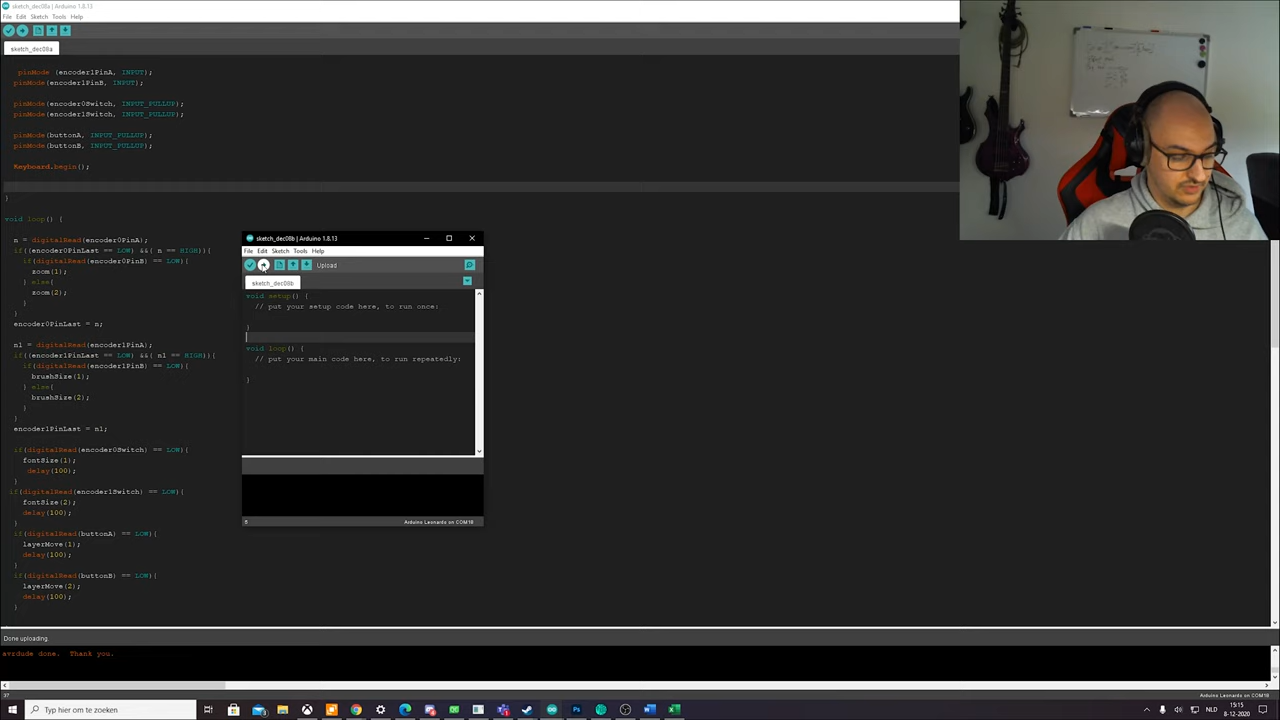 sketch_dec08a | Arduino 1.8.13
File Edit Sketch Tools Help
sketch_dec08a
pinMode (encoder1PinA, INPUT);
pinMode(encoder1PinB, INPUT);
pinMode(encoder0Switch, INPUT_PULLUP);
pinMode(encoder1Switch, INPUT_PULLUP);
pinMode(buttonA, INPUT_PULLUP);
pinMode(buttonB, INPUT_PULLUP);
Keyboard.begin();
}
void loop() {
n = digitalRead(encoder0PinA);
if((encoder0PinLast == LOW) &&( n == HIGH)){
if(digitalRead(encoder0PinB) == LOW){
zoom(1);
} else{
zoom(2);
}
}
encoder0PinLast = n;
n1 = digitalRead(encoder1PinA);
if((encoder1PinLast == LOW) &&( n1 == HIGH)){
if(digitalRead(encoder1PinB) == LOW){
brushSize(1);
} else{
brushSize(2);
}
}
encoder1PinLast = n1;
if(digitalRead(encoder0Switch) == LOW){
fontSize(1);
delay(100);
}
if(digitalRead(encoder1Switch) == LOW){
fontSize(2);
delay(100);
}
if(digitalRead(buttonA) == LOW){
layerMove(1);
delay(100);
}
if(digitalRead(buttonB) == LOW){
layerMove(2);
delay(100);
}
sketch_dec08b | Arduino 1.8.13
File Edit Sketch Tools Help
Upload
sketch_dec08b
void setup() {
// put your setup code here, to run once:
}
void loop() {
// put your main code here, to run repeatedly:
}
5
Arduino Leonardo on COM18
Done uploading.
avrdude done. Thank you.
37
Arduino Leonardo on COM18
Typ hier om te zoeken
NLD
15:15
8-12-2020